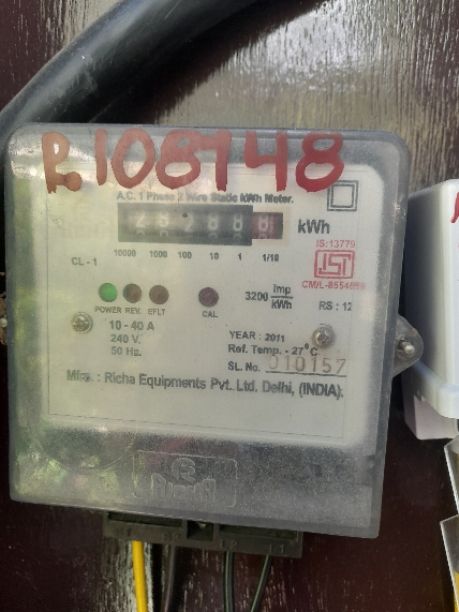 R108948
A.C. 1 Phase 2 Wire Static kWh Meter.
kWh
10000 1000 100 10 1 1/10
CL - 1
IS:13779
ISI
POWER REV. EFLT CAL
3200 imp/kWh
RS : 12
10 - 40 A
240 V.
50 Hz.
YEAR : 2011
Ref. Temp. - 27°C
SL. No. 010157
Mfrs. : Richa Equipments Pvt. Ltd. Delhi, (INDIA).